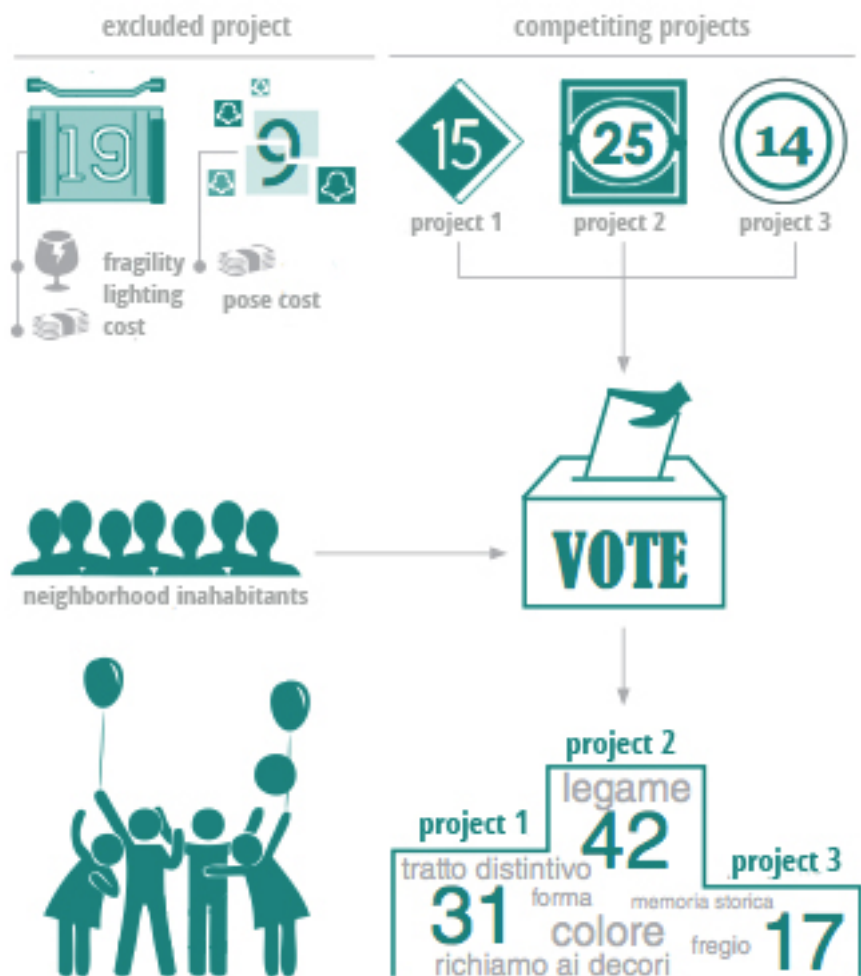 excluded project
competiting projects
19
9
15
25
14
project 1
project 2
project 3
fragility
lighting
cost
pose cost
VOTE
neighborhood inahabitants
project 2
legame
42
project 1
tratto distintivo
31
project 3
forma
memoria storica
colore
fregio
17
richiamo ai decori